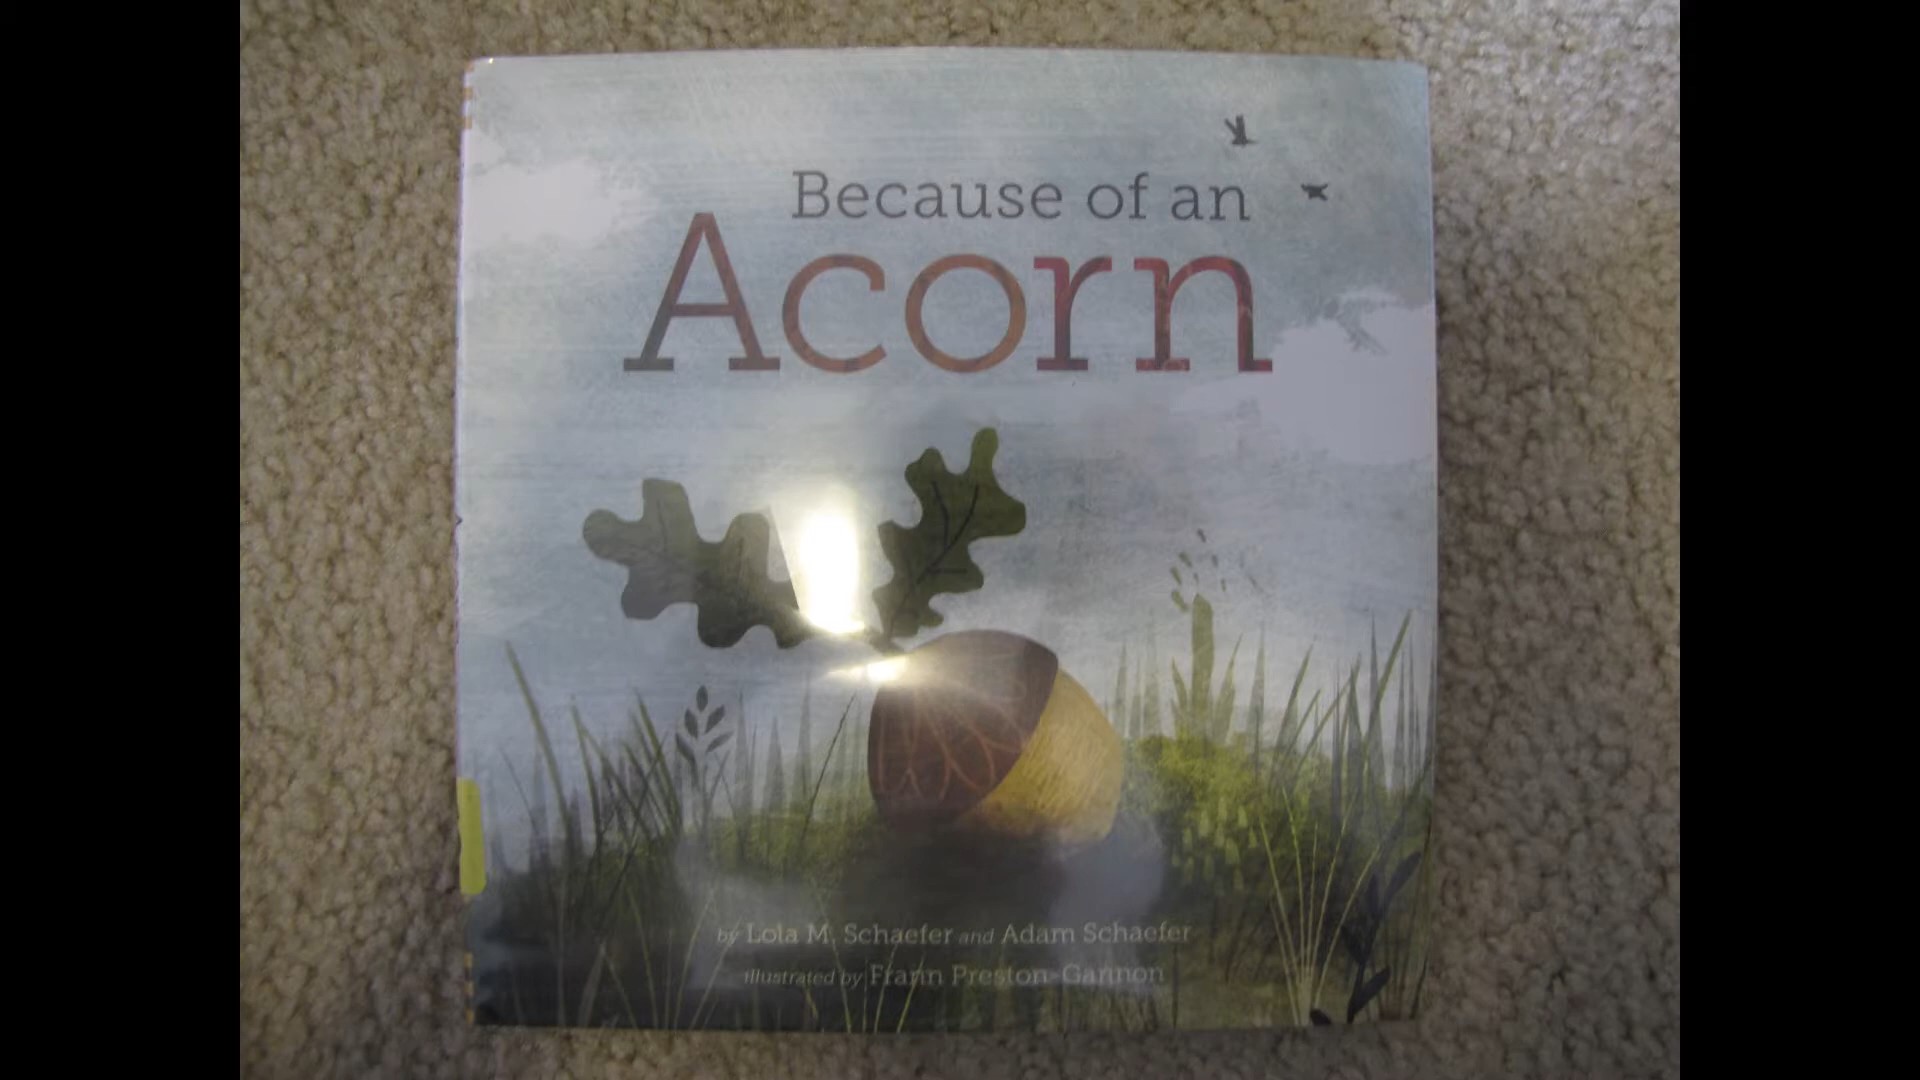 Because of an
Acorn
by Lola M. Schaefer and Adam Schaefer
illustrated by Frann Preston-Gannon